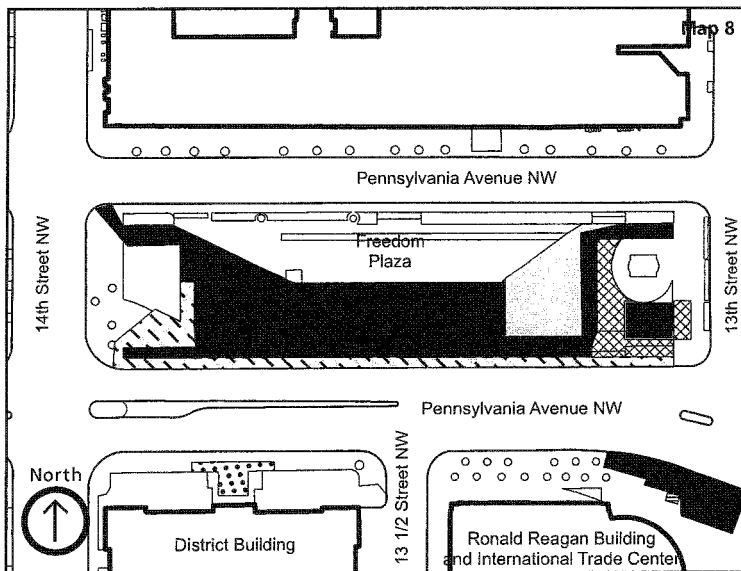 Map 8
Pennsylvania Avenue NW
14th Street NW
Freedom
Plaza
13th Street NW
Pennsylvania Avenue NW
North
13 1/2 Street NW
District Building
Ronald Reagan Building
and International Trade Center